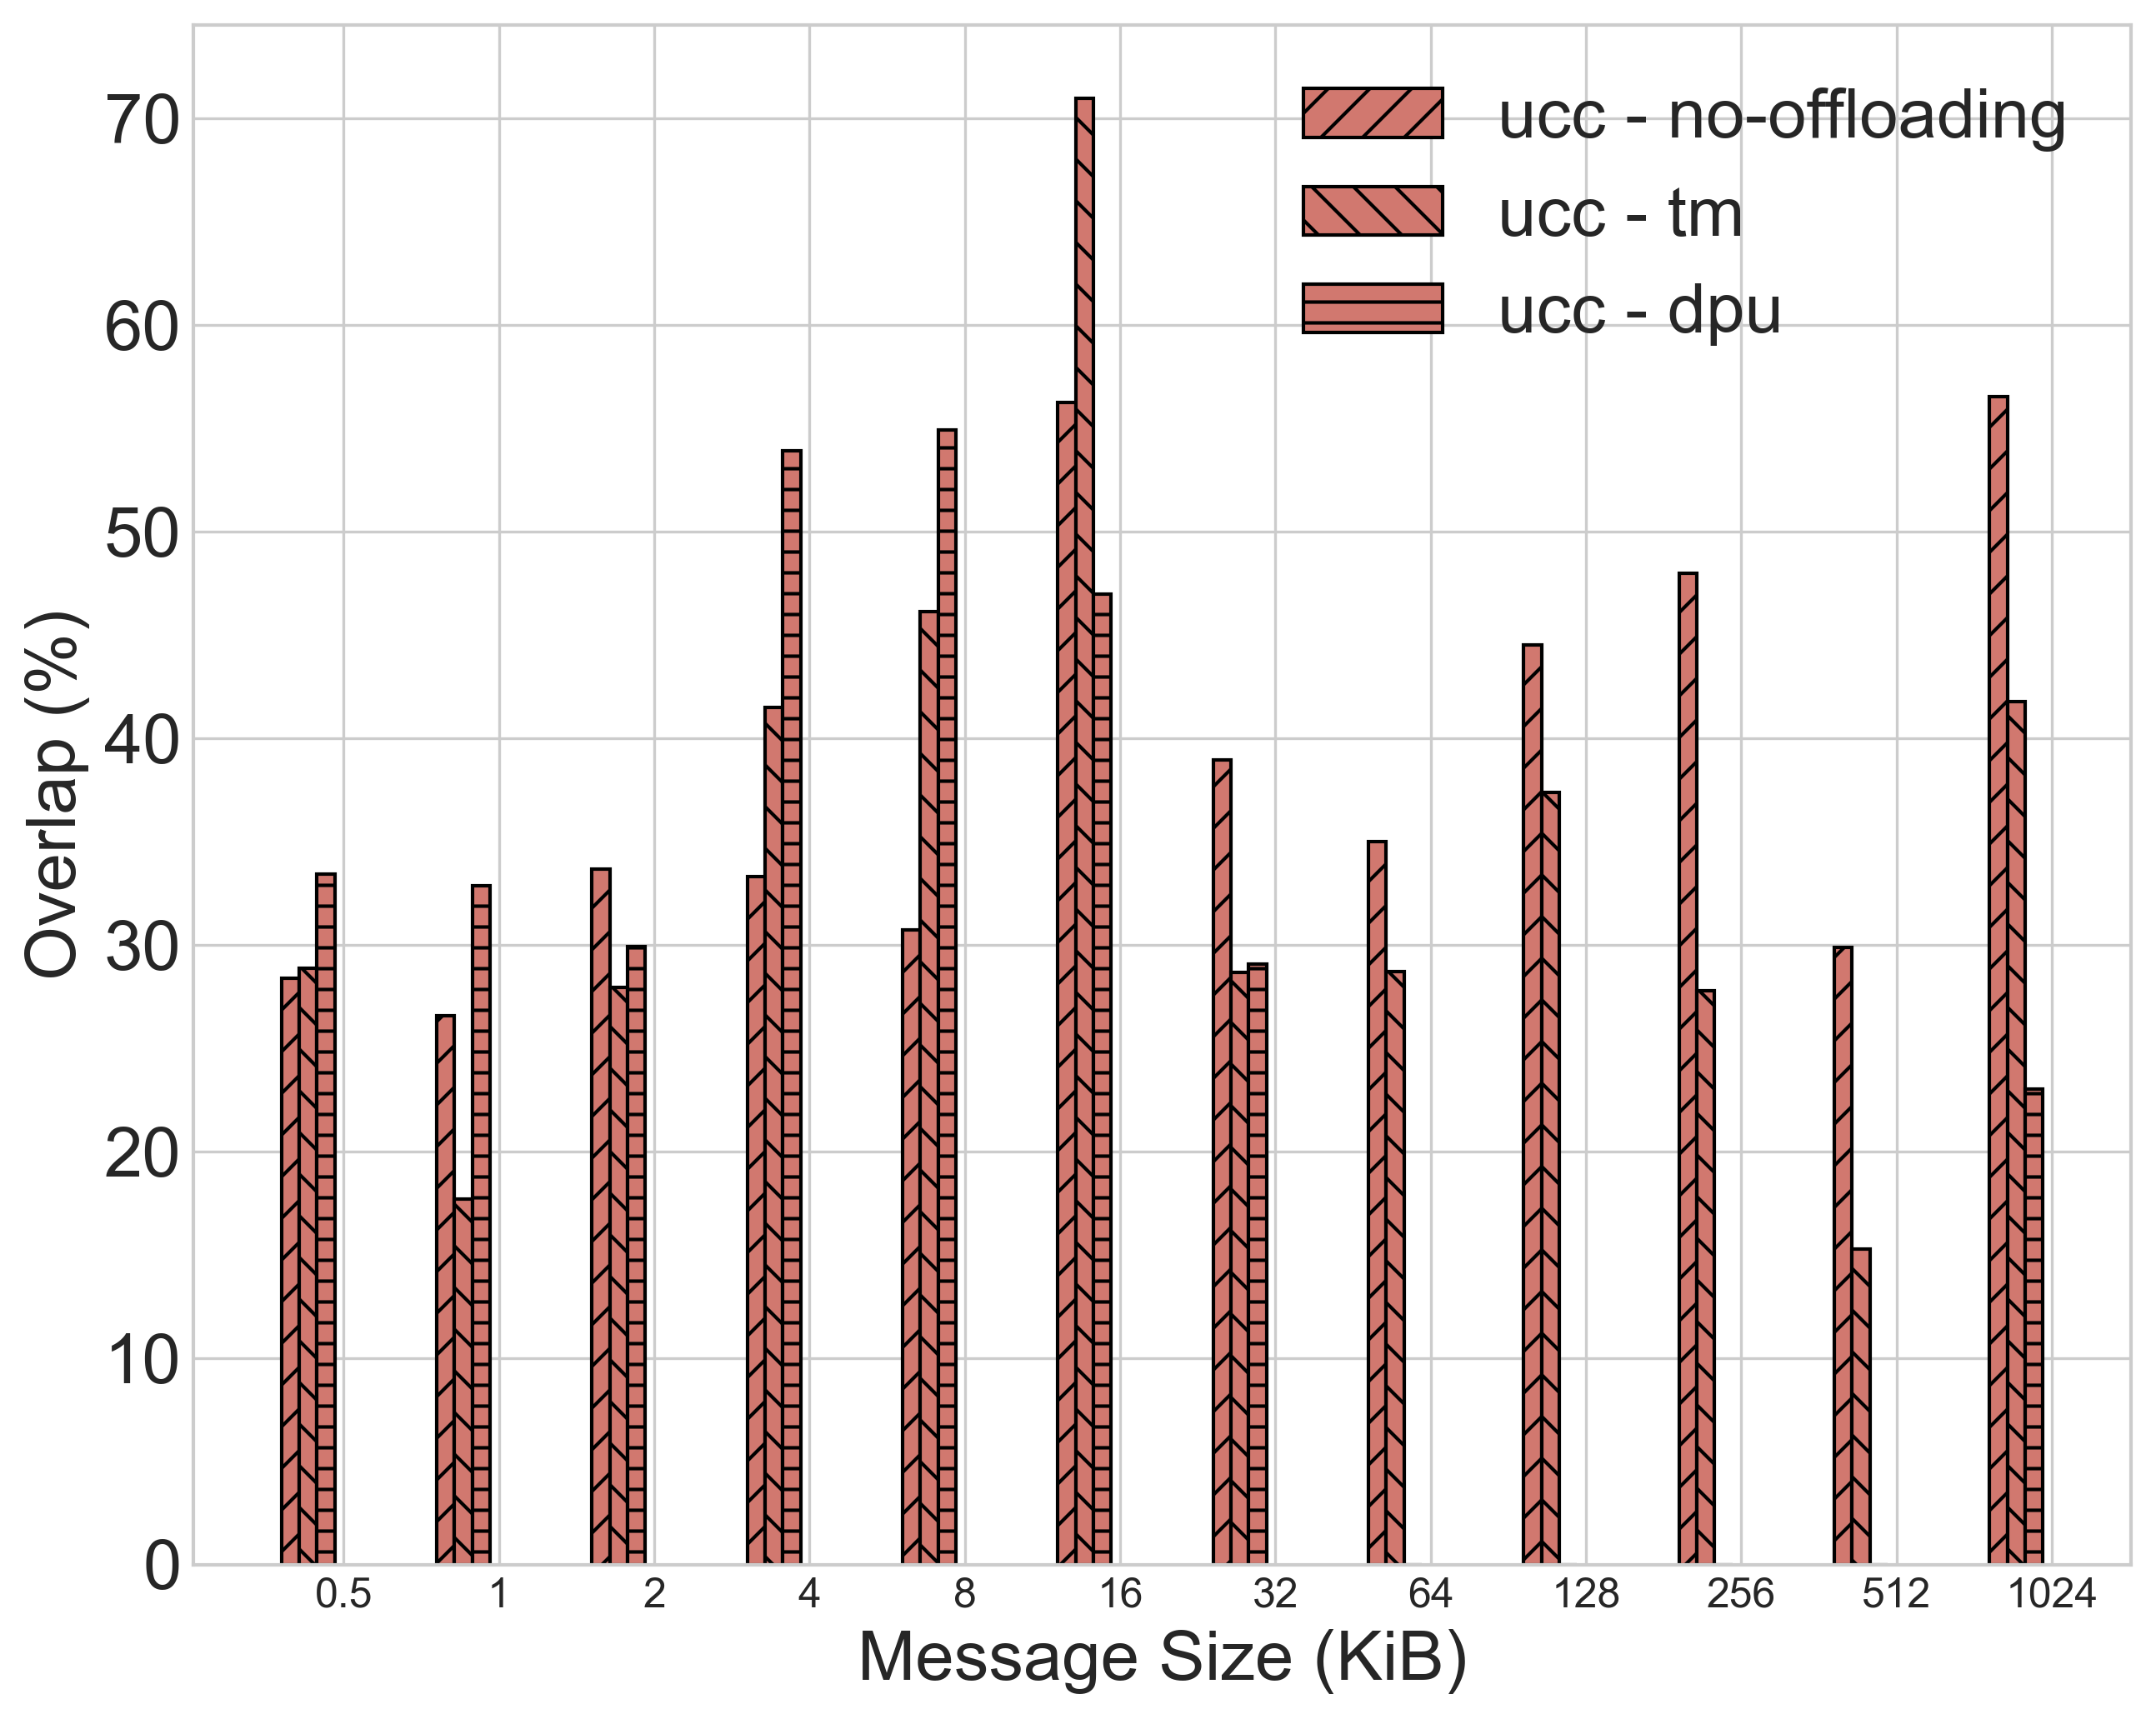 ucc - no-offloading
ucc - tm
ucc - dpu
70
60
50
40
30
20
10
0
Overlap (%)
0.5 1 2 4 8 16 32 64 128 256 512 1024
Message Size (KiB)